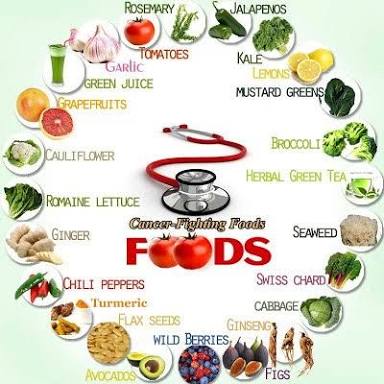 Rosemary
Jalapenos
Tomatoes
Kale
Garlic
Lemons
Green Juice
Mustard Greens
Grapefruits
Broccoli
Cauliflower
Herbal Green Tea
Romaine Lettuce
Cancer-Fighting Foods
Seaweed
Ginger
FOODS
Swiss Chard
Chili Peppers
Cabbage
Turmeric
Flax Seeds
Ginseng
Wild Berries
Avocados
Figs